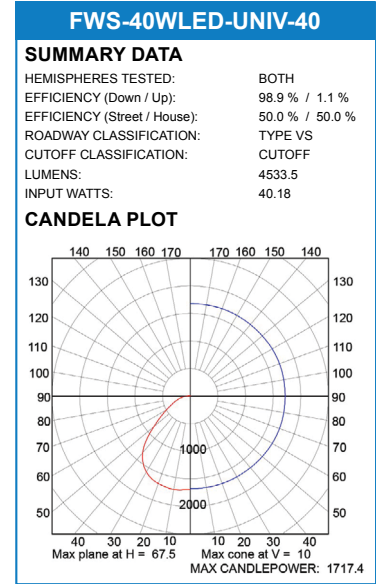 FWS-40WLED-UNIV-40
SUMMARY DATA
HEMISPHERES TESTED: BOTH
EFFICIENCY (Down / Up): 98.9 % / 1.1 %
EFFICIENCY (Street / House): 50.0 % / 50.0 %
ROADWAY CLASSIFICATION: TYPE VS
CUTOFF CLASSIFICATION: CUTOFF
LUMENS: 4533.5
INPUT WATTS: 40.18
CANDELA PLOT
140 150 160 170 170 160 150 140
130 130
120 120
110 110
100 100
90 90
80 80
70 70
1000
60 60
2000
50 50
40 30 20 10 10 20 30 40
Max plane at H = 67.5 Max cone at V = 10
MAX CANDLEPOWER: 1717.4